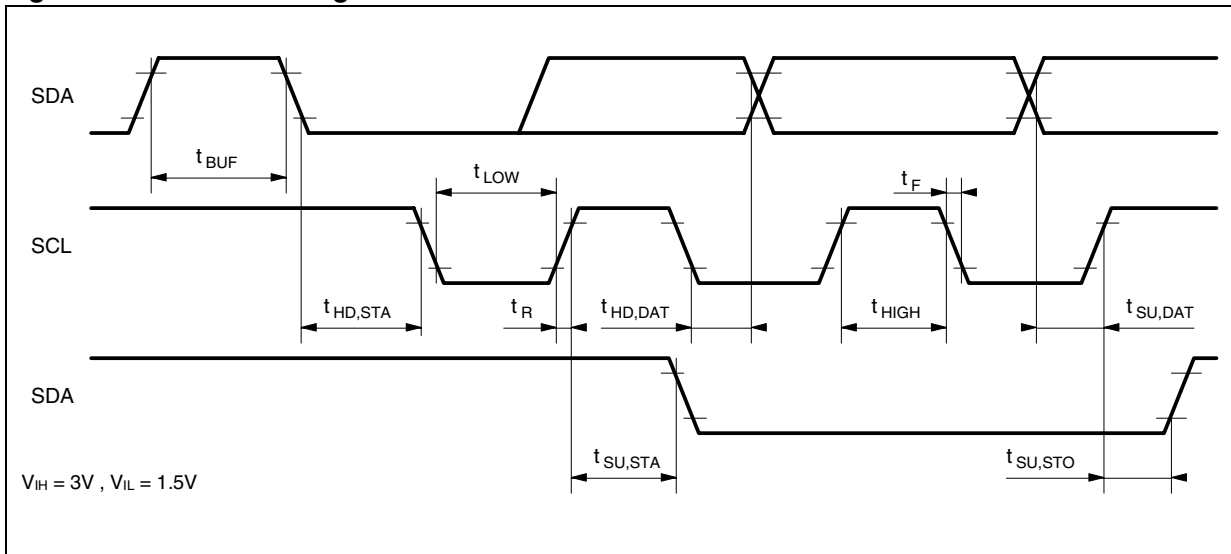 SDA
t BUF
t LOW
t F
SCL
t HD,STA
t R
t HD,DAT
t HIGH
t SU,DAT
SDA
t SU,STA
t SU,STO
VIH = 3V , VIL = 1.5V